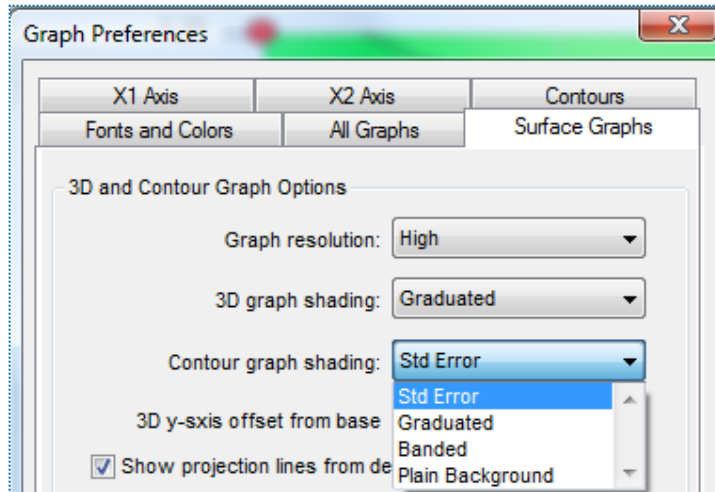 Graph Preferences
X1 Axis X2 Axis Contours
Fonts and Colors All Graphs Surface Graphs
3D and Contour Graph Options
Graph resolution: High
3D graph shading: Graduated
Contour graph shading: Std Error
Std Error
Graduated
3D y-sxis offset from base
Banded
Show projection lines from de
Plain Background